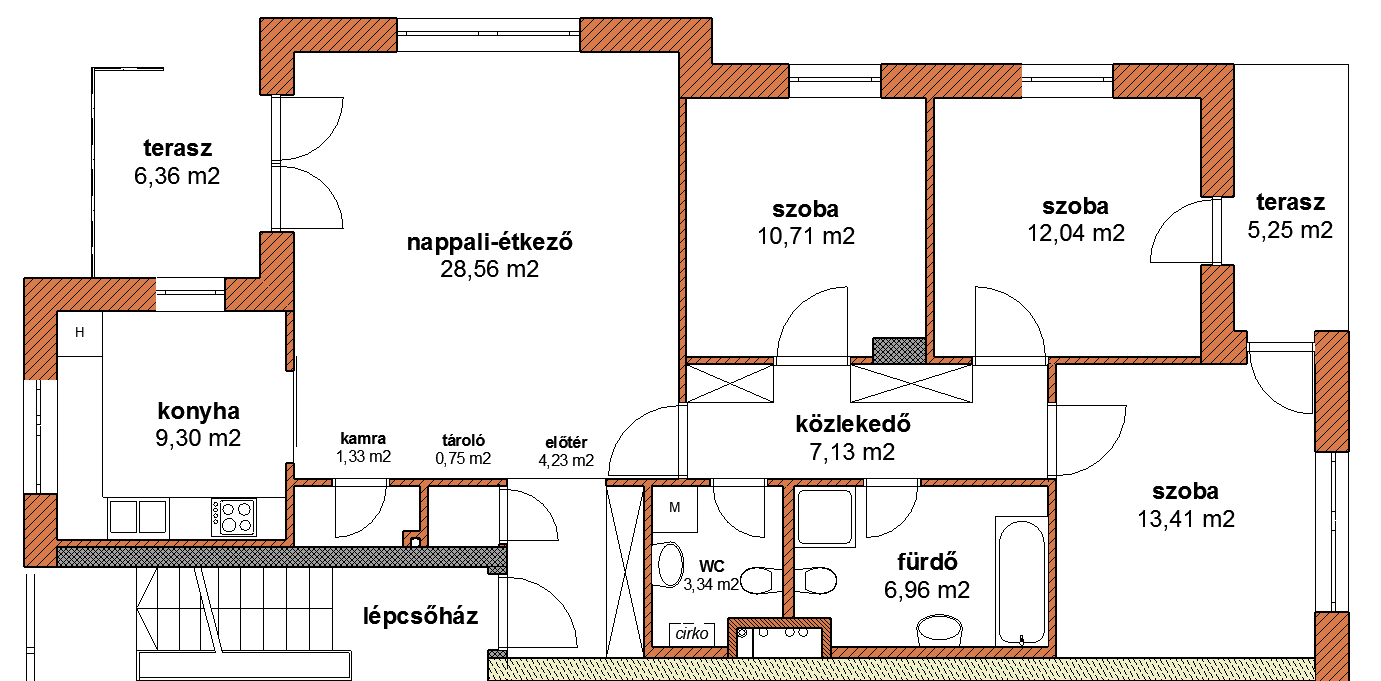 terasz
6,36 m2
nappali-étkező
28,56 m2
szoba
10,71 m2
szoba
12,04 m2
terasz
5,25 m2
H
konyha
9,30 m2
kamra
1,33 m2
tároló
0,75 m2
előtér
4,23 m2
közlekedő
7,13 m2
szoba
13,41 m2
M
WC
3,34 m2
fürdő
6,96 m2
lépcsőház
cirko